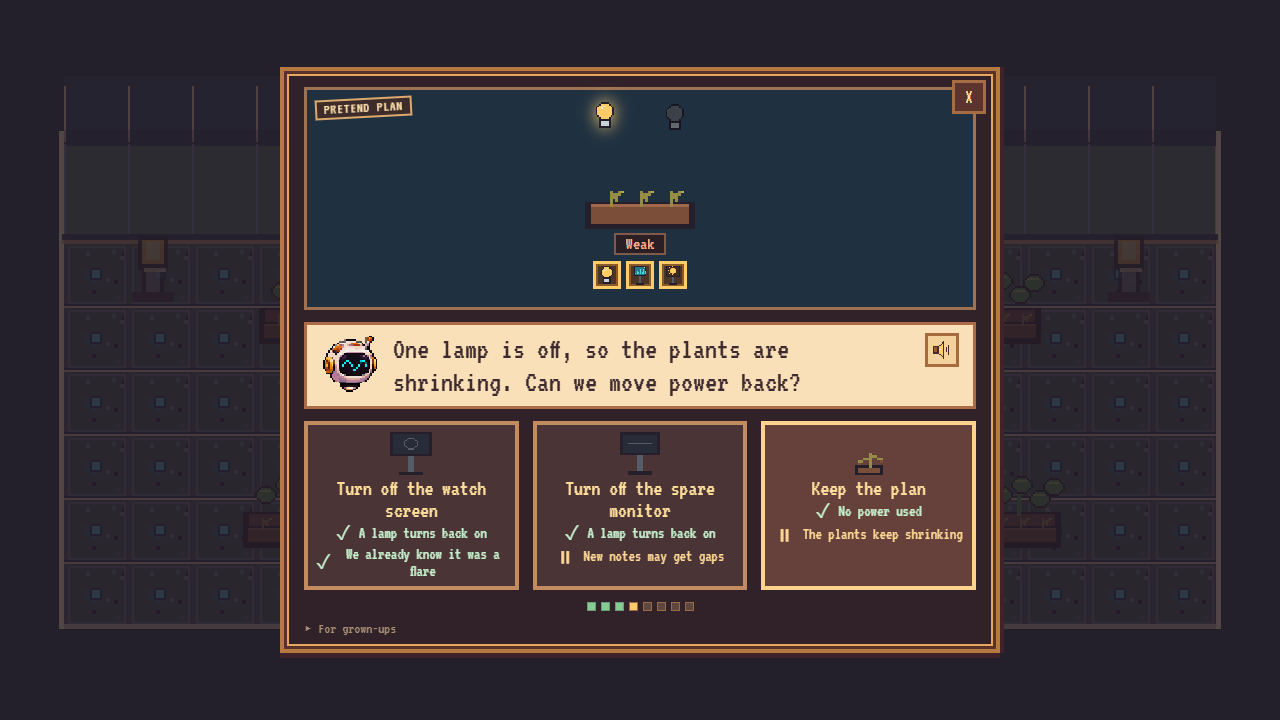 PRETEND PLAN
X
Weak
One lamp is off, so the plants are
shrinking. Can we move power back?
Turn off the watch
screen
A lamp turns back on
We already know it was a
flare
Turn off the spare
monitor
A lamp turns back on
New notes may get gaps
Keep the plan
No power used
The plants keep shrinking
For grown-ups